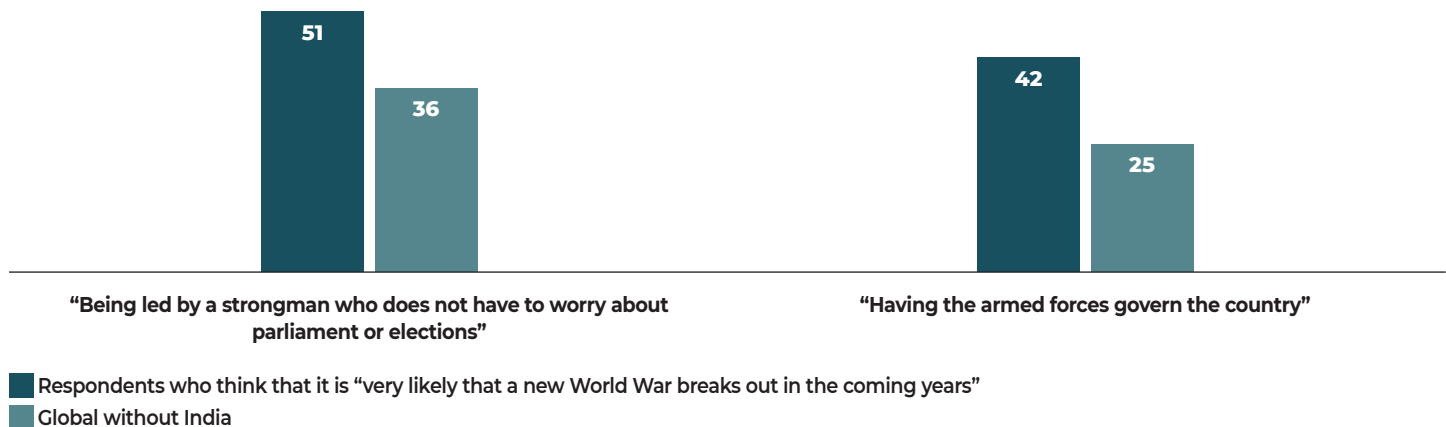 51
36
42
25
“Being led by a strongman who does not have to worry about
parliament or elections”
“Having the armed forces govern the country”
Respondents who think that it is “very likely that a new World War breaks out in the coming years”
Global without India